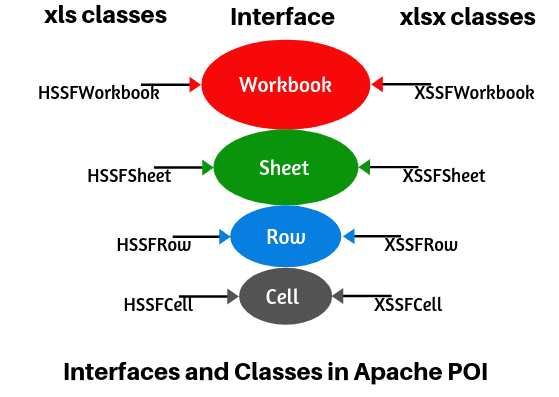 xls classes Interface xlsx classes
HSSFWorkbook Workbook XSSFWorkbook
HSSFSheet Sheet XSSFSheet
HSSFRow Row XSSFRow
HSSFCell Cell XSSFCell
Interfaces and Classes in Apache POI